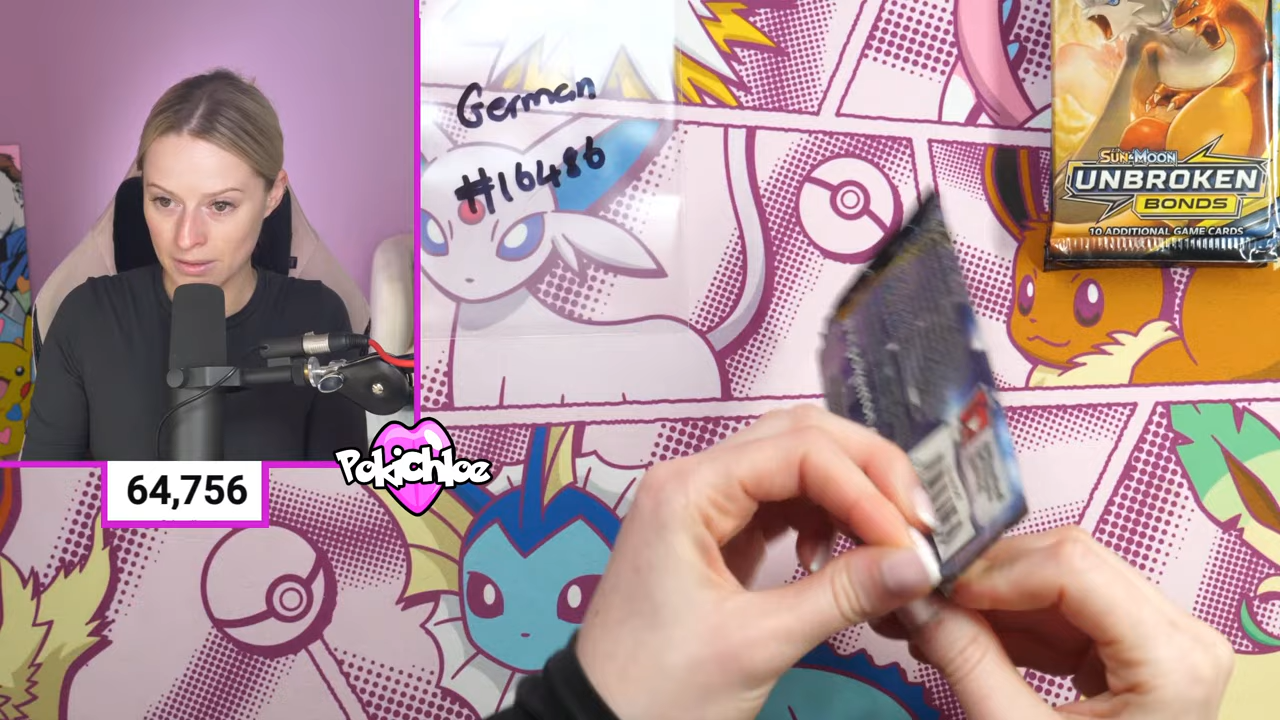 German
#16486
SUN & MOON
UNBROKEN
BONDS
10 ADDITIONAL GAME CARDS
PokiChloe
64,756